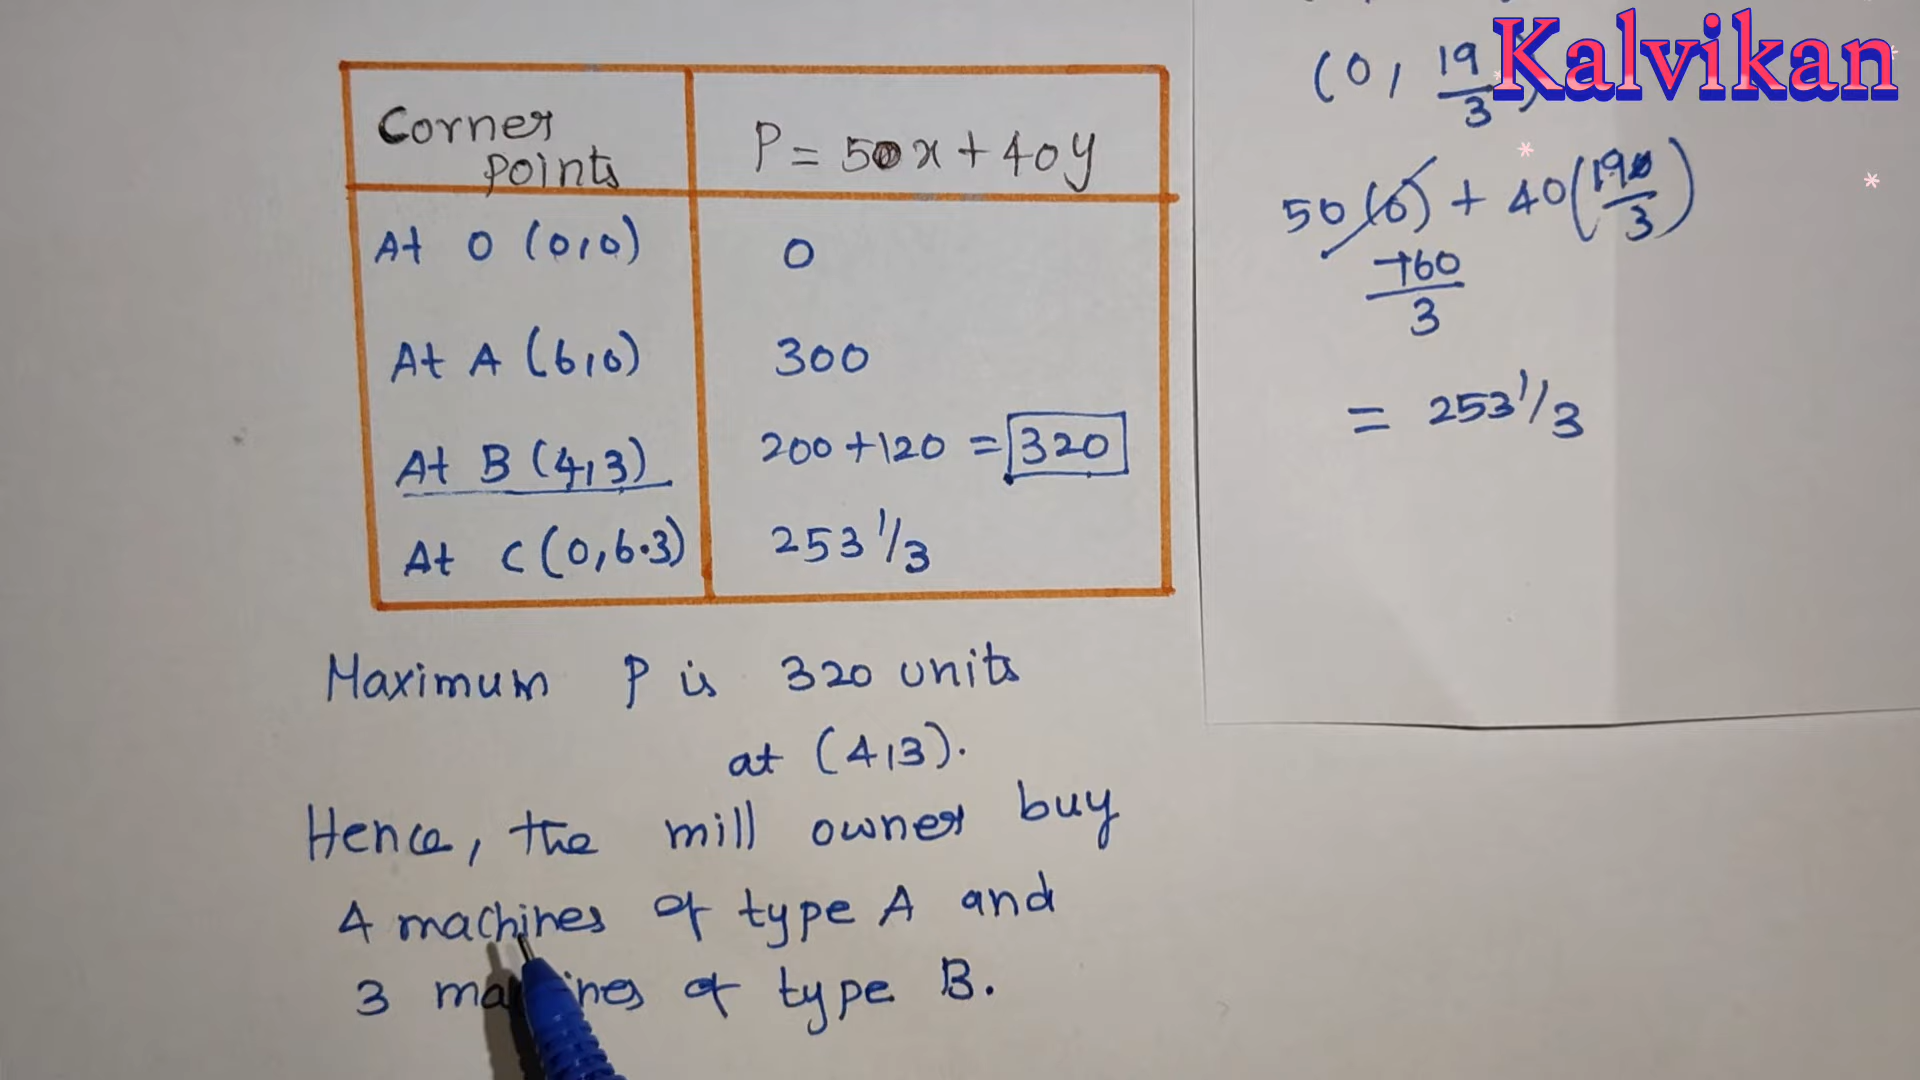 Kalvikan
Corner points
P = 50x + 40y
At O (0,0)
0
At A (6,0)
300
At B (4,3)
200 + 120 = 320
At C (0, 6.3)
253 1/3
Maximum P is 320 units
at (4,3).
Hence, the mill owner buy
4 machines of type A and
3 of type B.
(0, 19/3)
50(0) + 40(19/3)
760/3
= 253 1/3